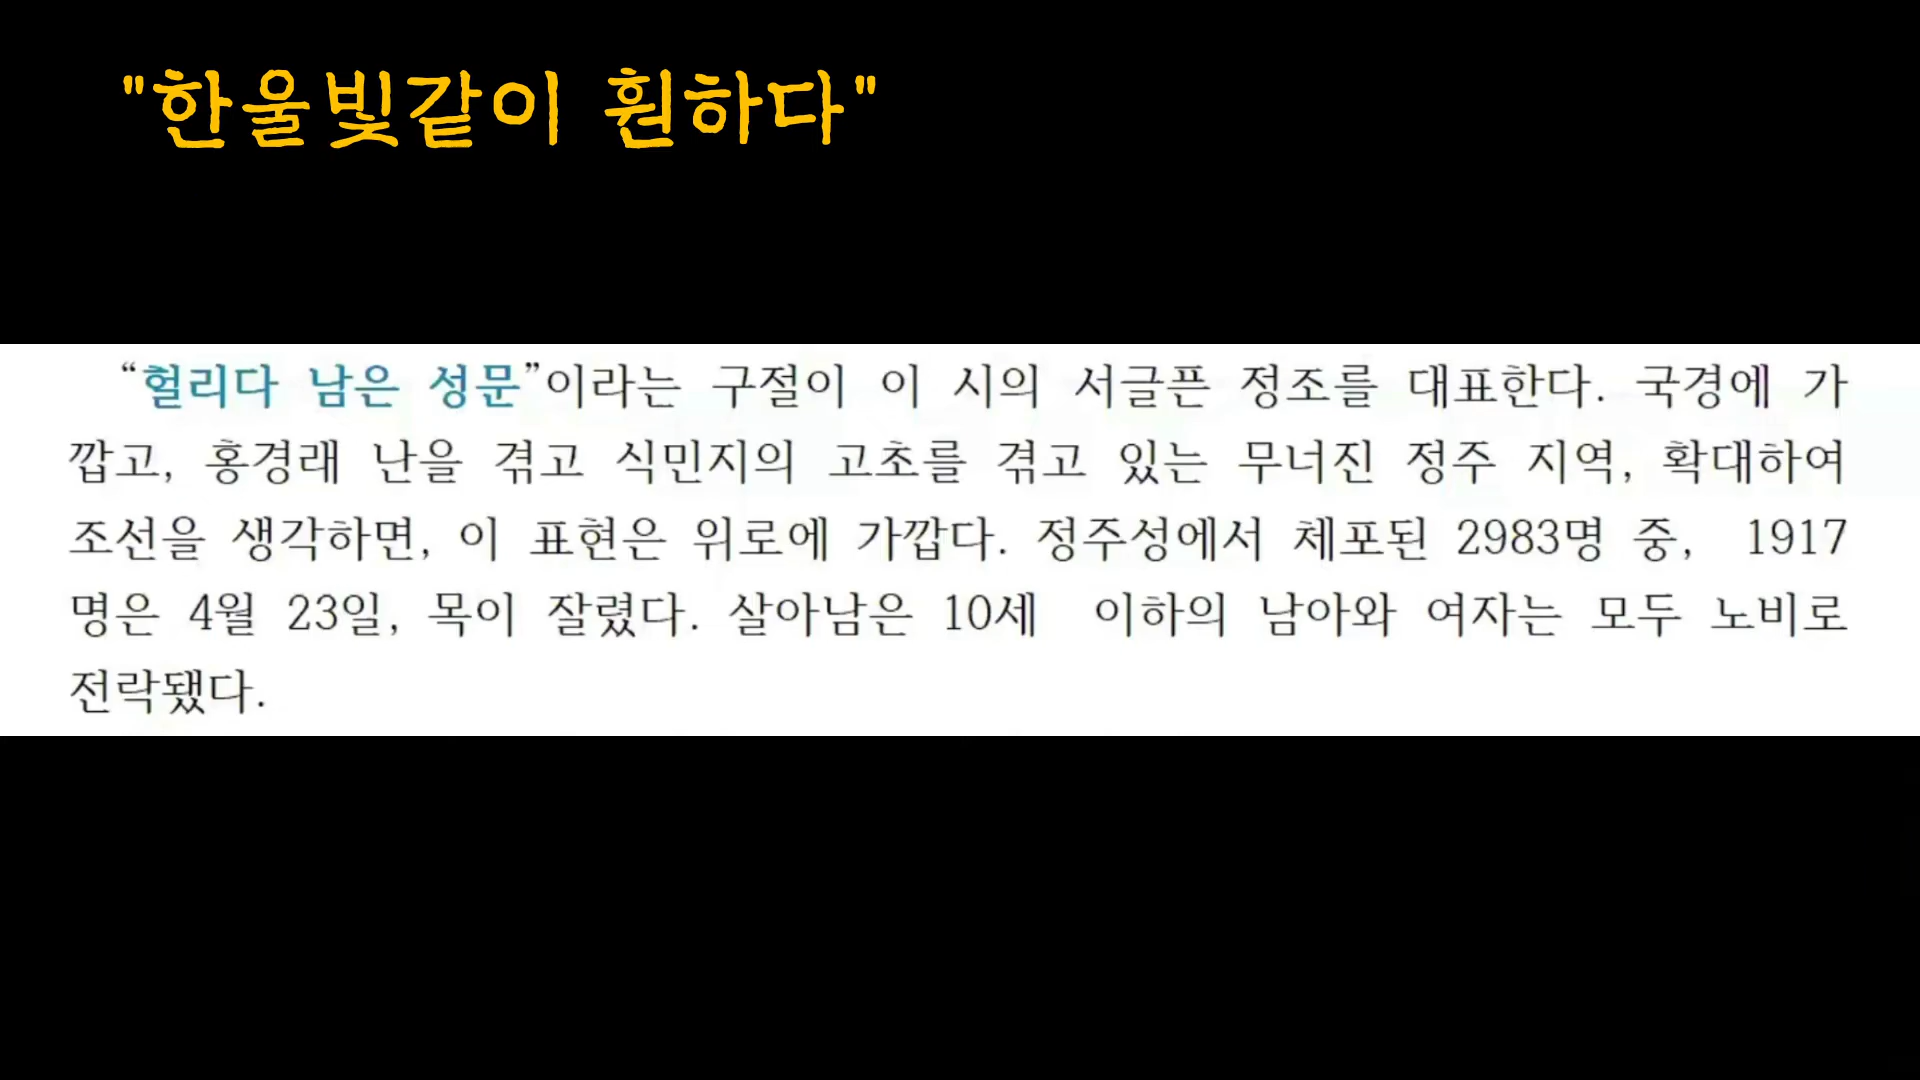 "한울빛같이 훤하다"
“헐리다 남은 성문”이라는 구절이 이 시의 서글픈 정조를 대표한다. 국경에 가
깝고, 홍경래 난을 겪고 식민지의 고초를 겪고 있는 무너진 정주 지역, 확대하여
조선을 생각하면, 이 표현은 위로에 가깝다. 정주성에서 체포된 2983명 중, 1917
명은 4월 23일, 목이 잘렸다. 살아남은 10세 이하의 남아와 여자는 모두 노비로
전락됐다.